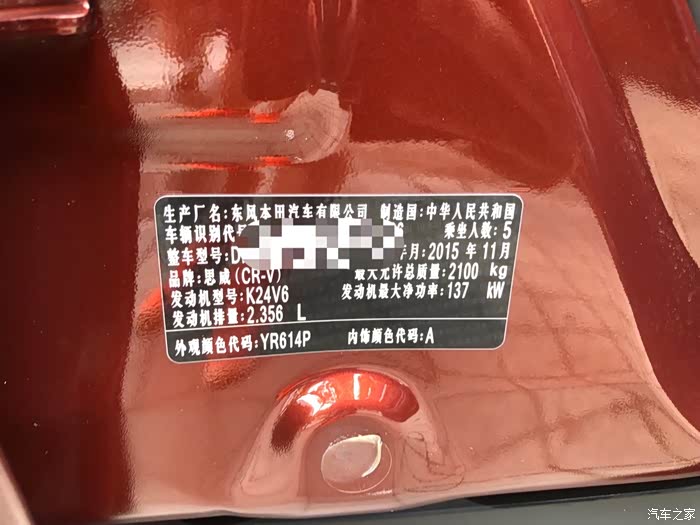 生产厂名:东风本田汽车有限公司 制造国:中华人民共和国
车辆识别代 6 乘坐人数:5
整车型号:D 年月:2015 年 11月
品牌:思威(CR-V) 最大允许总质量:2100 kg
发动机型号:K24V6 发动机最大净功率:137 kW
发动机排量:2.356 L
外观颜色代码:YR614P 内饰颜色代码:A
汽车之家